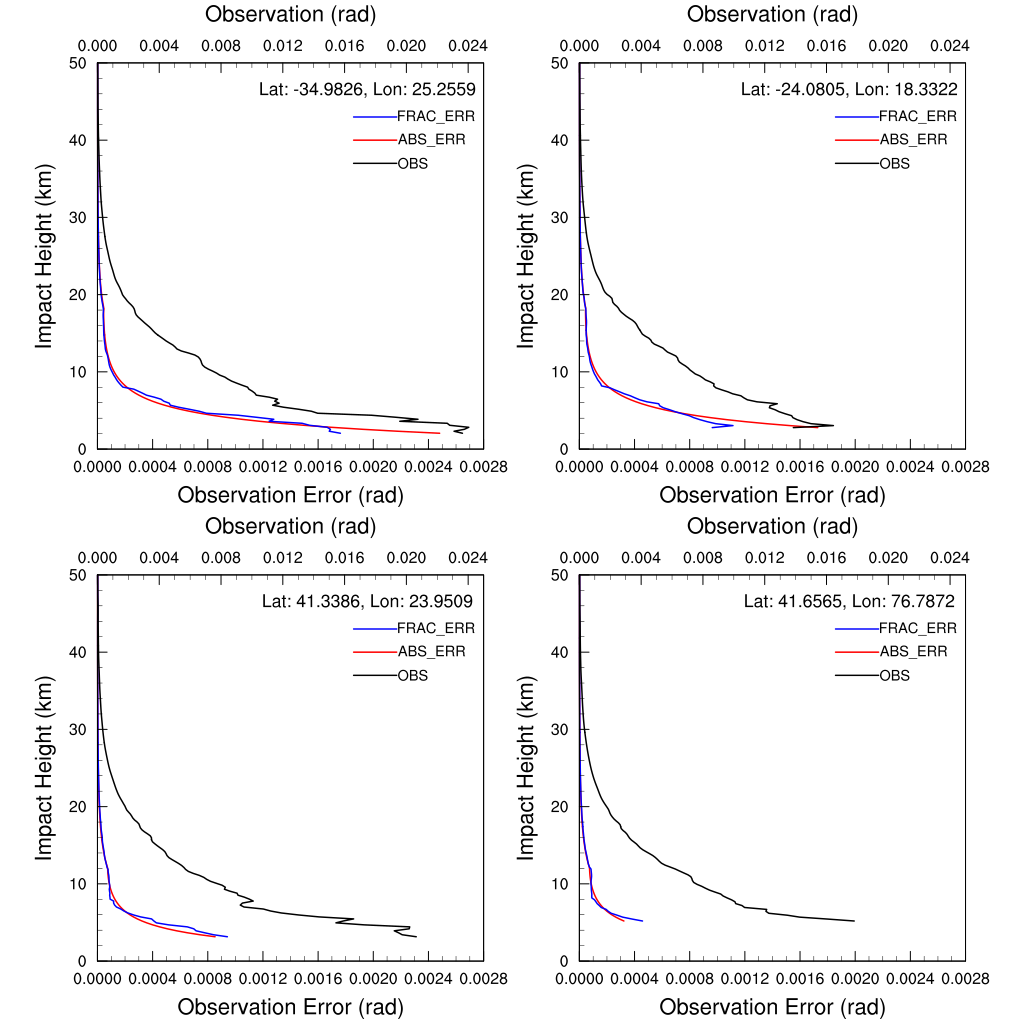 Observation (rad)
0.000 0.004 0.008 0.012 0.016 0.020 0.024
50
Lat: -34.9826, Lon: 25.2559
FRAC_ERR
ABS_ERR
OBS
40
30
20
10
0
Impact Height (km)
0.0000 0.0004 0.0008 0.0012 0.0016 0.0020 0.0024 0.0028
Observation Error (rad)
Observation (rad)
0.000 0.004 0.008 0.012 0.016 0.020 0.024
50
Lat: -24.0805, Lon: 18.3322
FRAC_ERR
ABS_ERR
OBS
40
30
20
10
0
Impact Height (km)
0.0000 0.0004 0.0008 0.0012 0.0016 0.0020 0.0024 0.0028
Observation Error (rad)
Observation (rad)
0.000 0.004 0.008 0.012 0.016 0.020 0.024
50
Lat: 41.3386, Lon: 23.9509
FRAC_ERR
ABS_ERR
OBS
40
30
20
10
0
Impact Height (km)
0.0000 0.0004 0.0008 0.0012 0.0016 0.0020 0.0024 0.0028
Observation Error (rad)
Observation (rad)
0.000 0.004 0.008 0.012 0.016 0.020 0.024
50
Lat: 41.6565, Lon: 76.7872
FRAC_ERR
ABS_ERR
OBS
40
30
20
10
0
Impact Height (km)
0.0000 0.0004 0.0008 0.0012 0.0016 0.0020 0.0024 0.0028
Observation Error (rad)